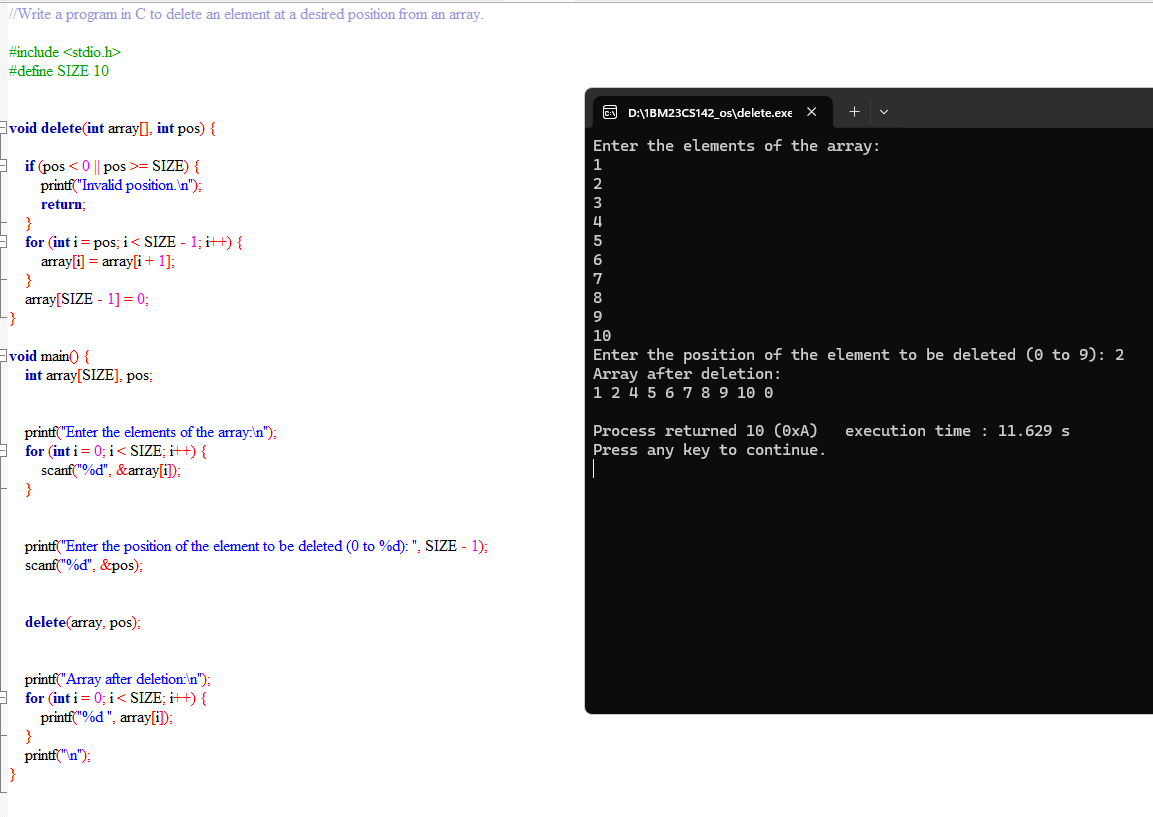 //Write a program in C to delete an element at a desired position from an array.
#include <stdio.h>
#define SIZE 10
void delete(int array[], int pos) {
if (pos < 0 || pos >= SIZE) {
printf("Invalid position.\n");
return;
}
for (int i = pos; i < SIZE - 1; i++) {
array[i] = array[i + 1];
}
array[SIZE - 1] = 0;
}
void main() {
int array[SIZE], pos;
printf("Enter the elements of the array:\n");
for (int i = 0; i < SIZE; i++) {
scanf("%d", &array[i]);
}
printf("Enter the position of the element to be deleted (0 to %d): ", SIZE - 1);
scanf("%d", &pos);
delete(array, pos);
printf("Array after deletion:\n");
for (int i = 0; i < SIZE; i++) {
printf("%d ", array[i]);
}
printf("\n");
}
D:\1BM23CS142_os\delete.exe
Enter the elements of the array:
1
2
3
4
5
6
7
8
9
10
Enter the position of the element to be deleted (0 to 9): 2
Array after deletion:
1 2 4 5 6 7 8 9 10 0
Process returned 10 (0xA)   execution time : 11.629 s
Press any key to continue.